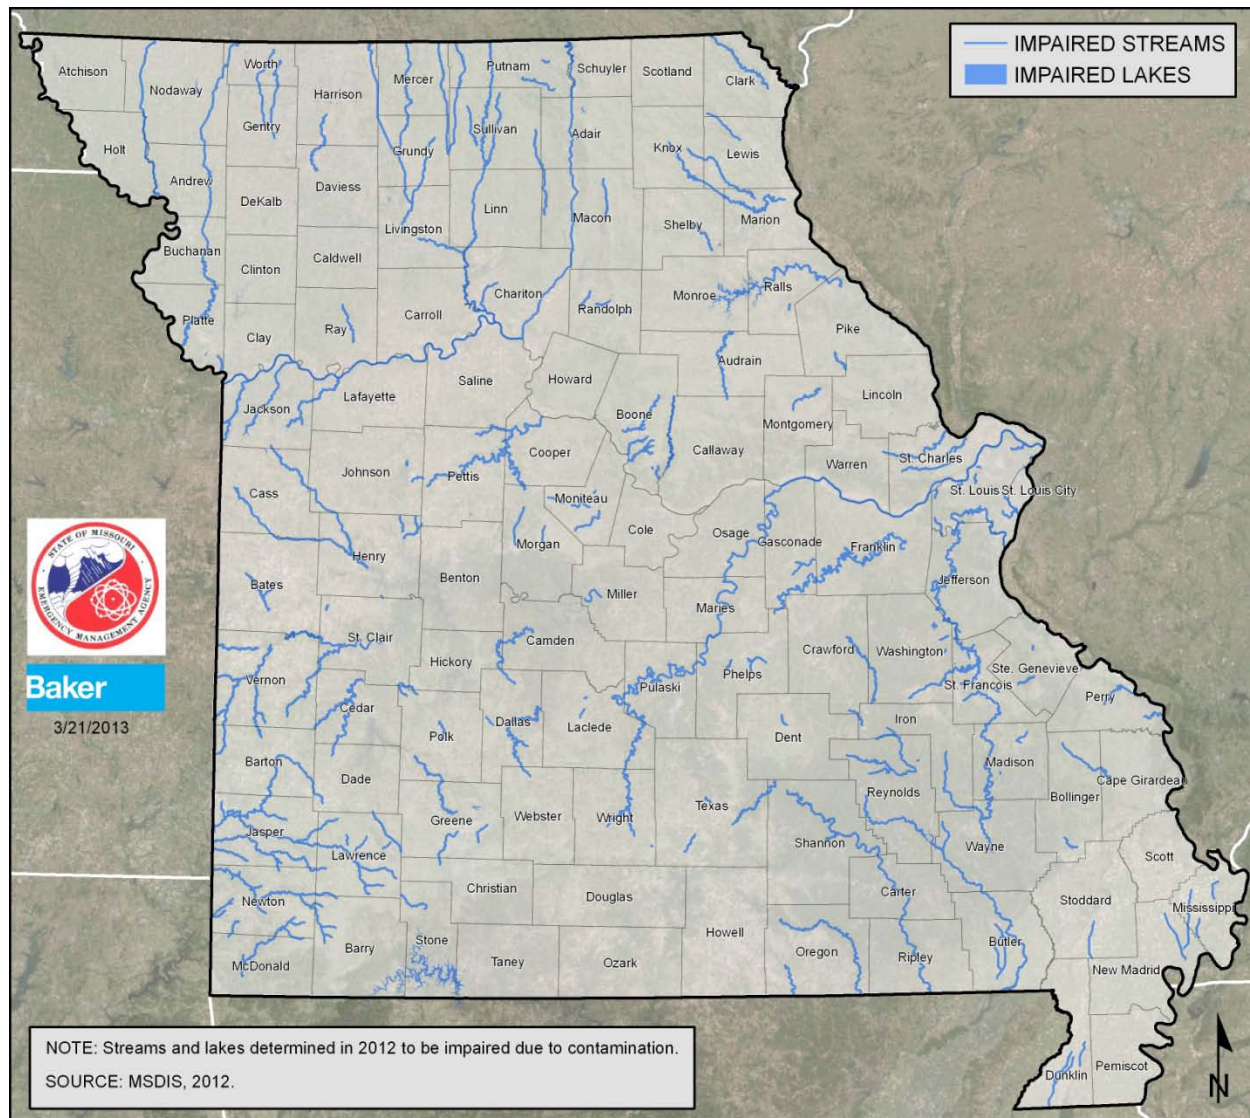 IMPAIRED STREAMS
IMPAIRED LAKES
Atchison
Nodaway
Worth
Harrison
Mercer
Putnam
Schuyler
Scotland
Clark
Holt
Gentry
Grundy
Sullivan
Adair
Knox
Lewis
Andrew
DeKalb
Daviess
Livingston
Linn
Macon
Shelby
Marion
Buchanan
Clinton
Caldwell
Chariton
Monroe
Ralls
Platte
Clay
Ray
Carroll
Randolph
Pike
Audrain
Jackson
Lafayette
Saline
Howard
Boone
Montgomery
Lincoln
Cass
Johnson
Pettis
Cooper
Callaway
Warren
St. Charles
Moniteau
St. Louis
St. Louis City
Henry
Morgan
Cole
Osage
Gasconade
Franklin
Bates
Benton
Miller
Maries
Jefferson
St. Clair
Camden
Vernon
Hickory
Pulaski
Phelps
Crawford
Washington
Ste. Genevieve
St. Francois
Perry
Cedar
Polk
Dallas
Laclede
Dent
Iron
Barton
Dade
Madison
Bollinger
Cape Girardeau
Jasper
Greene
Webster
Wright
Texas
Reynolds
Lawrence
Shannon
Wayne
Scott
Newton
Christian
Douglas
Carter
Stoddard
Mississippi
McDonald
Barry
Stone
Taney
Ozark
Howell
Oregon
Ripley
Butler
New Madrid
Dunklin
Pemiscot
STATE OF MISSOURI
EMERGENCY MANAGEMENT AGENCY
Baker
3/21/2013
NOTE: Streams and lakes determined in 2012 to be impaired due to contamination.
SOURCE: MSDIS, 2012.
N